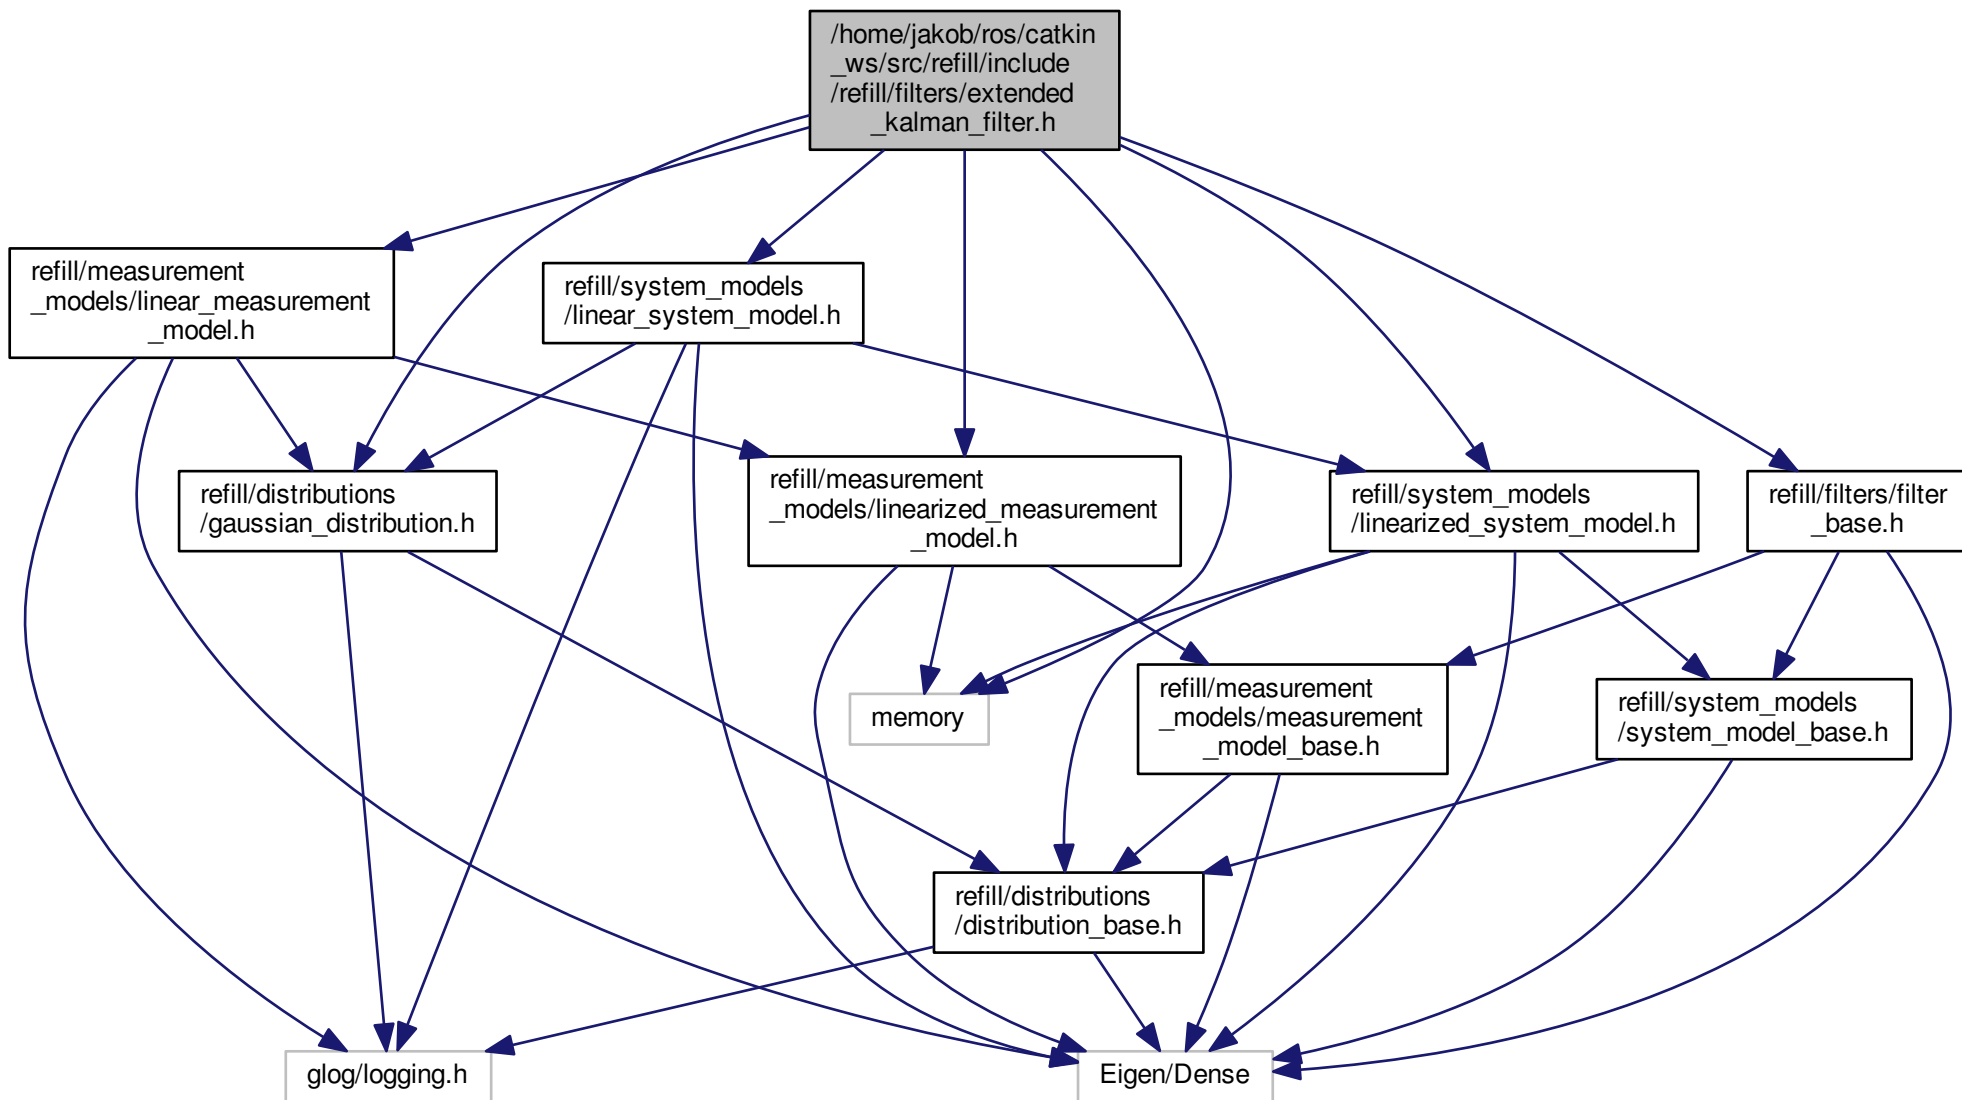 /home/jakob/ros/catkin
_ws/src/refill/include
/refill/filters/extended
_kalman_filter.h
refill/measurement
_models/linear_measurement
_model.h
refill/system_models
/linear_system_model.h
refill/distributions
/gaussian_distribution.h
refill/measurement
_models/linearized_measurement
_model.h
refill/system_models
/linearized_system_model.h
refill/filters/filter
_base.h
memory
refill/measurement
_models/measurement
_model_base.h
refill/system_models
/system_model_base.h
refill/distributions
/distribution_base.h
glog/logging.h
Eigen/Dense